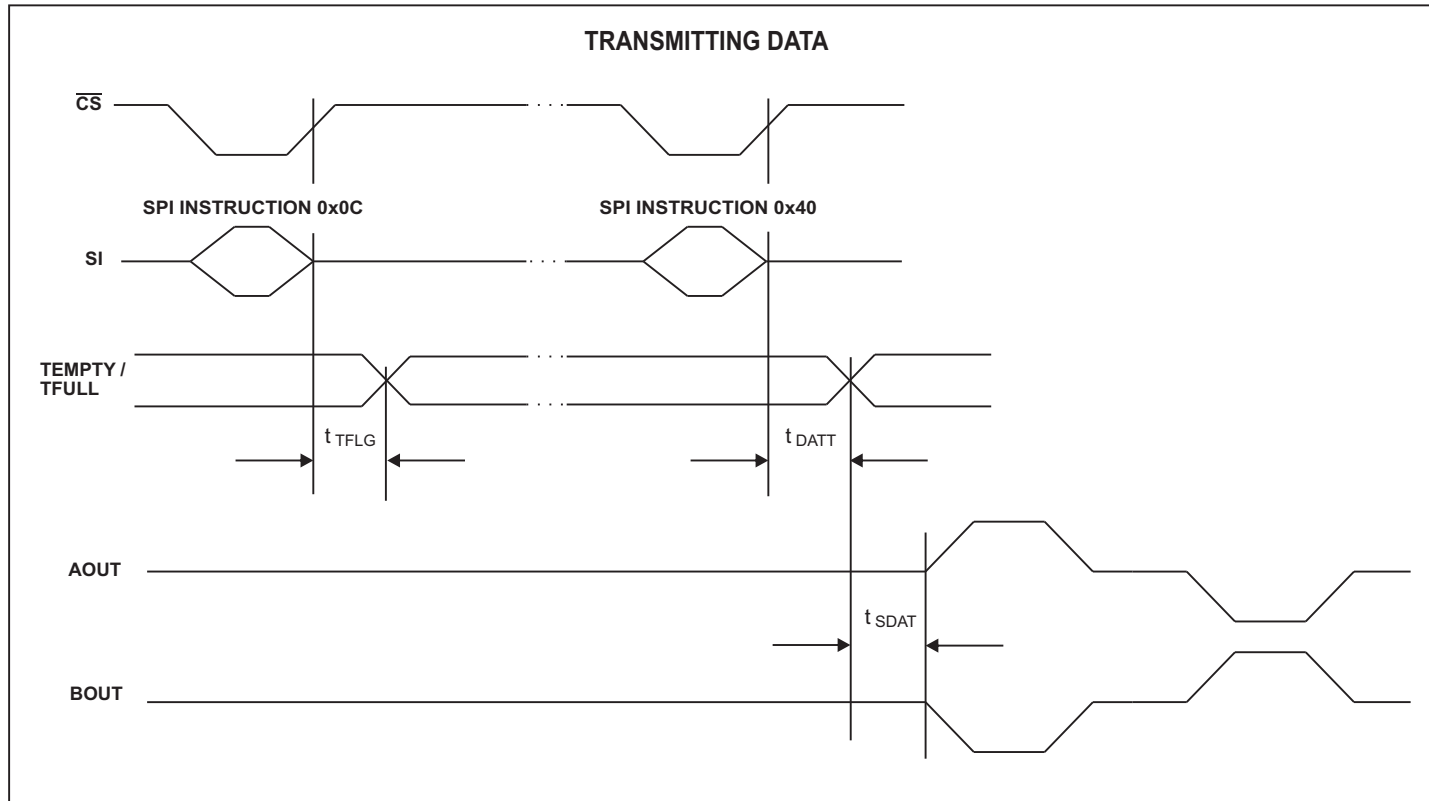 TRANSMITTING DATA
CS
SPI INSTRUCTION 0x0C
SPI INSTRUCTION 0x40
SI
TEMPTY /
TFULL
t TFLG
t DATT
AOUT
t SDAT
BOUT